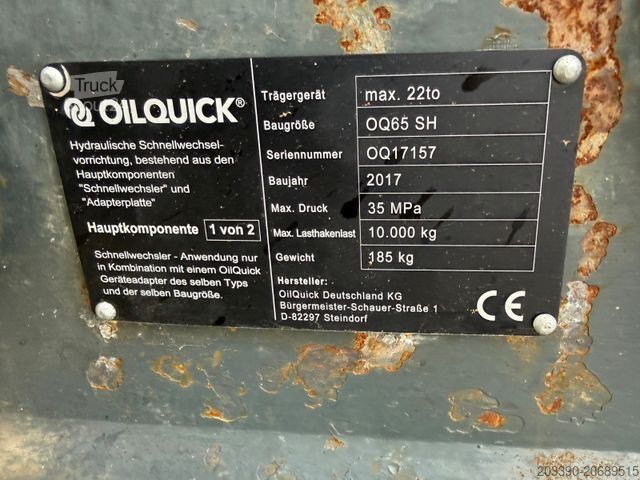 Truck
OILQUICK®
Hydraulische Schnellwechsel-
vorrichtung, bestehend aus den
Hauptkomponenten
"Schnellwechsler" und
"Adapterplatte"
Hauptkomponente 1 von 2
Schnellwechsler - Anwendung nur
in Kombination mit einem OilQuick
Geräteadapter des selben Typs
und der selben Baugröße.
Trägergerät max. 22to
Baugröße OQ65 SH
Seriennummer OQ17157
Baujahr 2017
Max. Druck 35 MPa
Max. Lasthakenlast 10.000 kg
Gewicht 185 kg
Hersteller:
OilQuick Deutschland KG
Bürgermeister-Schauer-Straße 1
D-82297 Steindorf
CE
209390-20689515